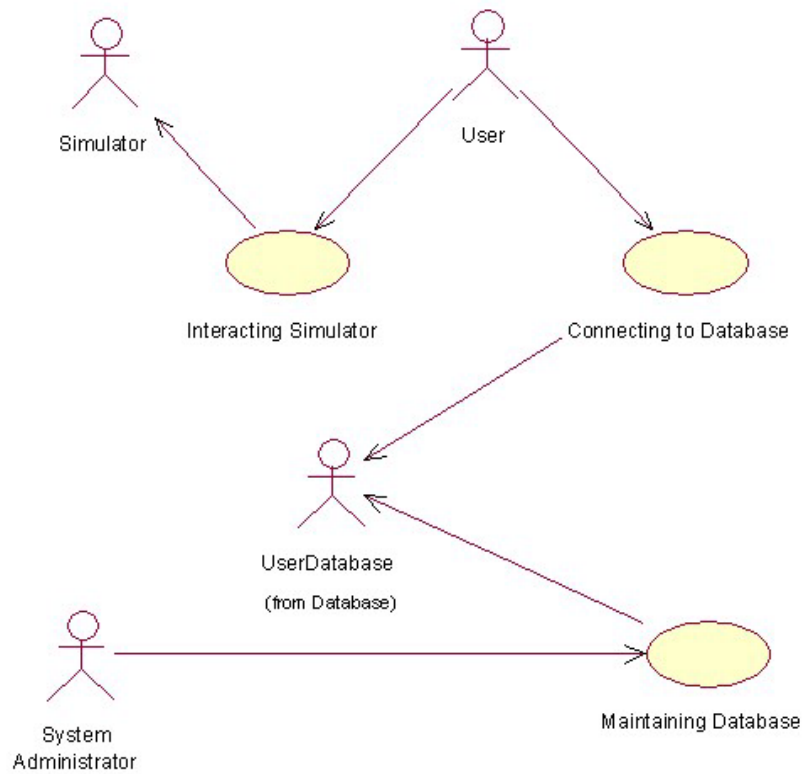 Simulator
User
Interacting Simulator
Connecting to Database
UserDatabase
(from Database)
System
Administrator
Maintaining Database